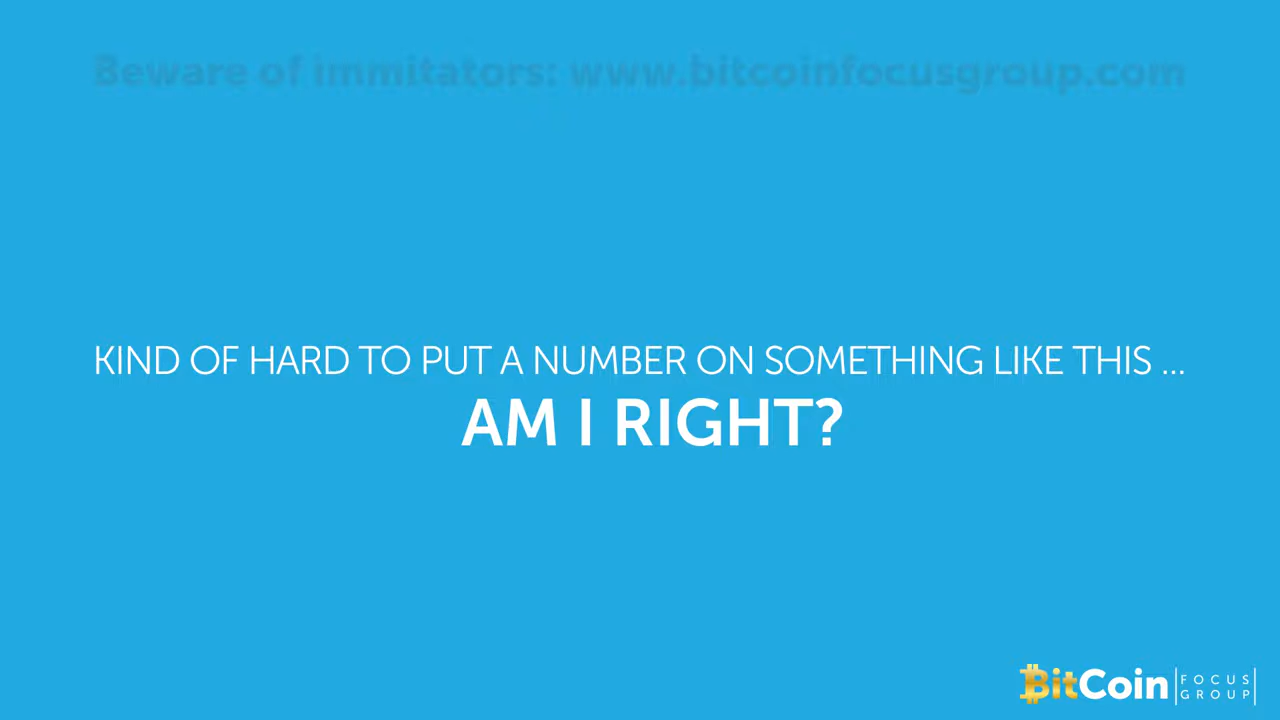 Beware of immitators: www.bitcoinfocusgroup.com
KIND OF HARD TO PUT A NUMBER ON SOMETHING LIKE THIS ...
AM I RIGHT?
BitCoin FOCUS
GROUP